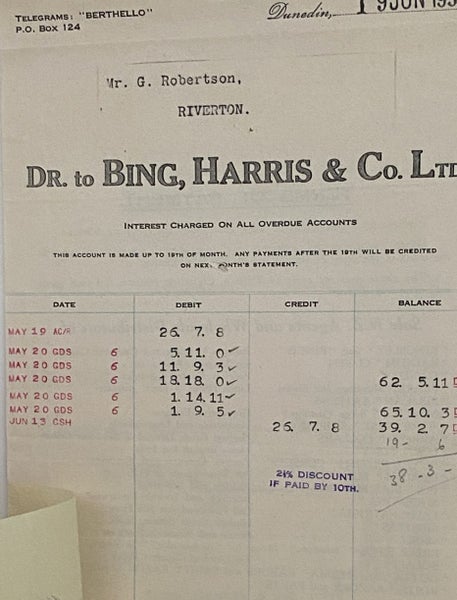 TELEGRAMS: "BERTHELLO"
P.O. BOX 124
Dunedin, 19 JUN 195
Mr. G. Robertson,
RIVERTON.
DR. to BING, HARRIS & CO. LTD
INTEREST CHARGED ON ALL OVERDUE ACCOUNTS
THIS ACCOUNT IS MADE UP TO 19TH OF MONTH. ANY PAYMENTS AFTER THE 19TH WILL BE CREDITED
ON NEXT MONTH'S STATEMENT.
DATE DEBIT CREDIT BALANCE
MAY 19 AC/R 26. 7. 8
MAY 20 GDS 6 5.11. 0 ✓
MAY 20 GDS 6 11. 9. 3 ✓
MAY 20 GDS 6 18.18. 0 ✓ 62. 5.11
MAY 20 GDS 6 1.14.11 ✓
MAY 20 GDS 6 1. 9. 5 ✓ 65.10. 3
JUN 13 CSH 26. 7. 8 39. 2. 7
19- 6
38-3-
2½% DISCOUNT
IF PAID BY 10TH.